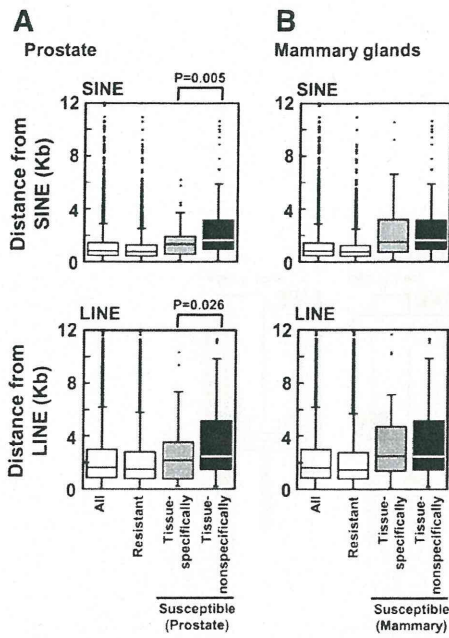 A
Prostate
SINE
P=0.005
Distance from
SINE (Kb)
12
8
4
0
LINE
P=0.026
Distance from
LINE (Kb)
12
8
4
0
All
Resistant
Tissue-
specifically
Tissue-
nonspecifically
Susceptible
(Prostate)
B
Mammary glands
SINE
12
8
4
0
LINE
12
8
4
0
All
Resistant
Tissue-
specifically
Tissue-
nonspecifically
Susceptible
(Mammary)